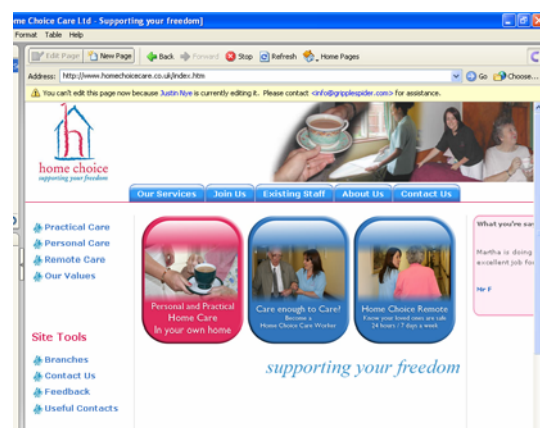 me Choice Care Ltd - Supporting your freedom]
Format Table Help
Edit Page New Page Back Forward Stop Refresh Home Pages
Address: http://www.homechoicecare.co.uk/index.htm Go Choose...
You can't edit this page now because Justin Nye is currently editing it. Please contact <info@gripplespider.com> for assistance.
h
home choice
supporting your freedom
Our Services Join Us Existing Staff About Us Contact Us
Practical Care
Personal Care
Remote Care
Our Values
Personal and Practical
Home Care
In your own home
Care enough to Care?
Become a
Home Choice Care Worker
Home Choice Remote
Know your loved ones are safe
24 hours / 7 days a week
What you're sa
Martha is doing
excellent job fo
Mr F
supporting your freedom
Site Tools
Branches
Contact Us
Feedback
Useful Contacts